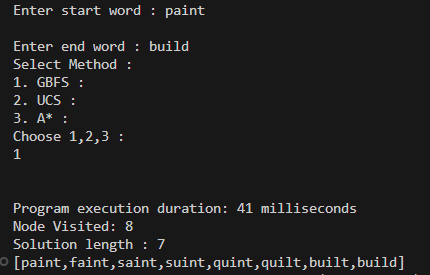 Enter start word : paint
Enter end word : build
Select Method :
1. GBFS :
2. UCS :
3. A* :
Choose 1,2,3 :
1
Program execution duration: 41 milliseconds
Node Visited: 8
Solution length : 7
[paint,faint,saint,suint,quint,quilt,built,build]